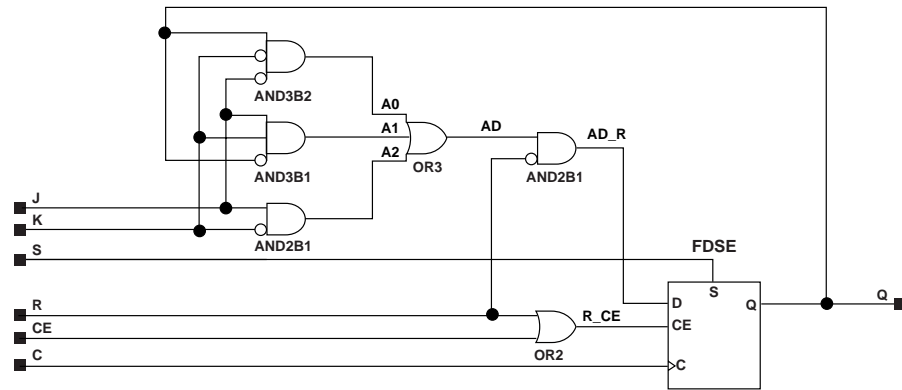 AND3B2
A0
A1
AD
AD_R
A2
OR3
AND3B1
AND2B1
J
K
AND2B1
S
FDSE
S
D
Q
Q
R
R_CE
CE
CE
OR2
C
C